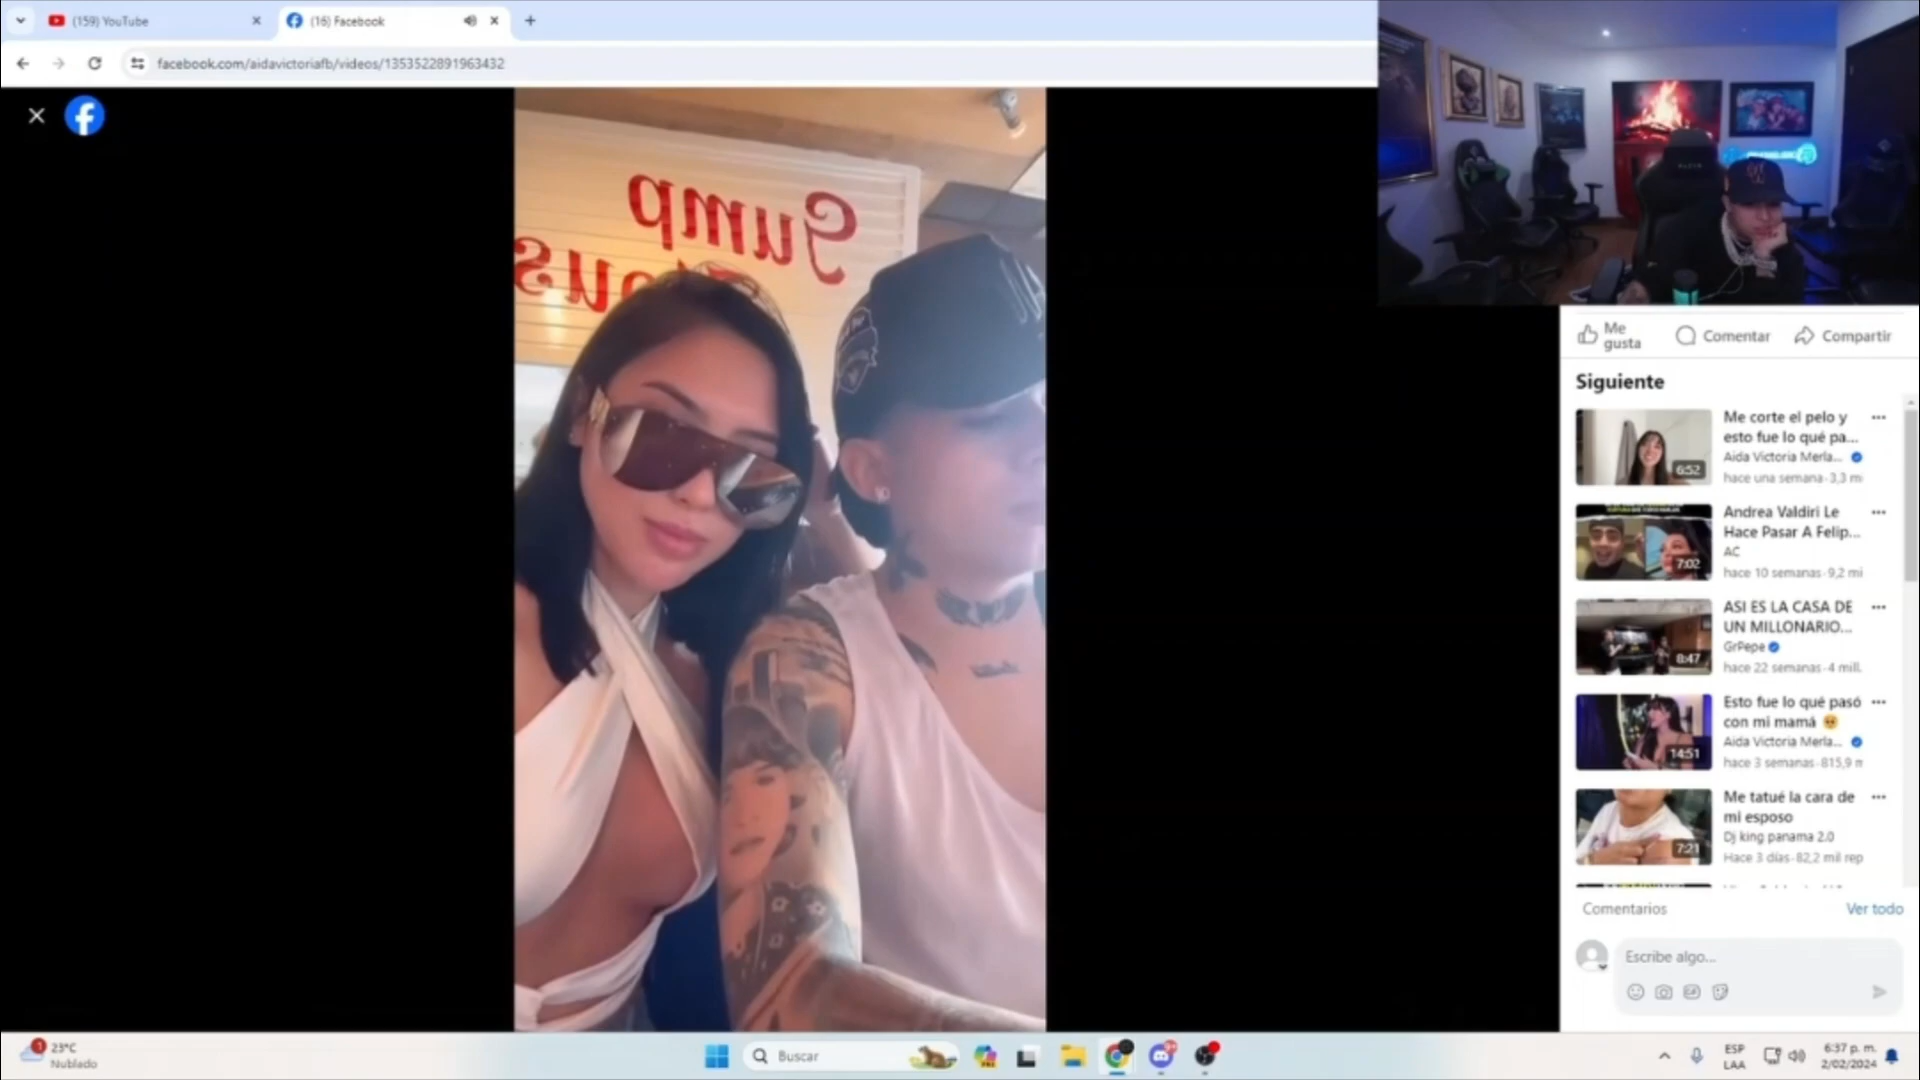 (159) YouTube
(16) Facebook
facebook.com/aidavictoriafb/videos/1353522891963432
Gump
Me gusta
Comentar
Compartir
Siguiente
Me corte el pelo y
esto fue lo qué pa...
Aida Victoria Merla...
hace una semana · 3,3 m
6:52
Andrea Valdiri Le
Hace Pasar A Felip...
AC
hace 10 semanas · 9,2 mi
7:02
ASI ES LA CASA DE
UN MILLONARIO...
GrPepe
hace 22 semanas · 4 mill.
8:47
Esto fue lo qué pasó
con mi mamá 🥺
Aida Victoria Merla...
hace 3 semanas · 815,9 m
14:51
Me tatué la cara de
mi esposo
Dj king panama 2.0
Hace 3 días · 82,2 mil rep
7:21
Comentarios
Ver todo
Escribe algo...
1
23°C
Nublado
Buscar
ESP
LAA
6:37 p. m.
2/02/2024